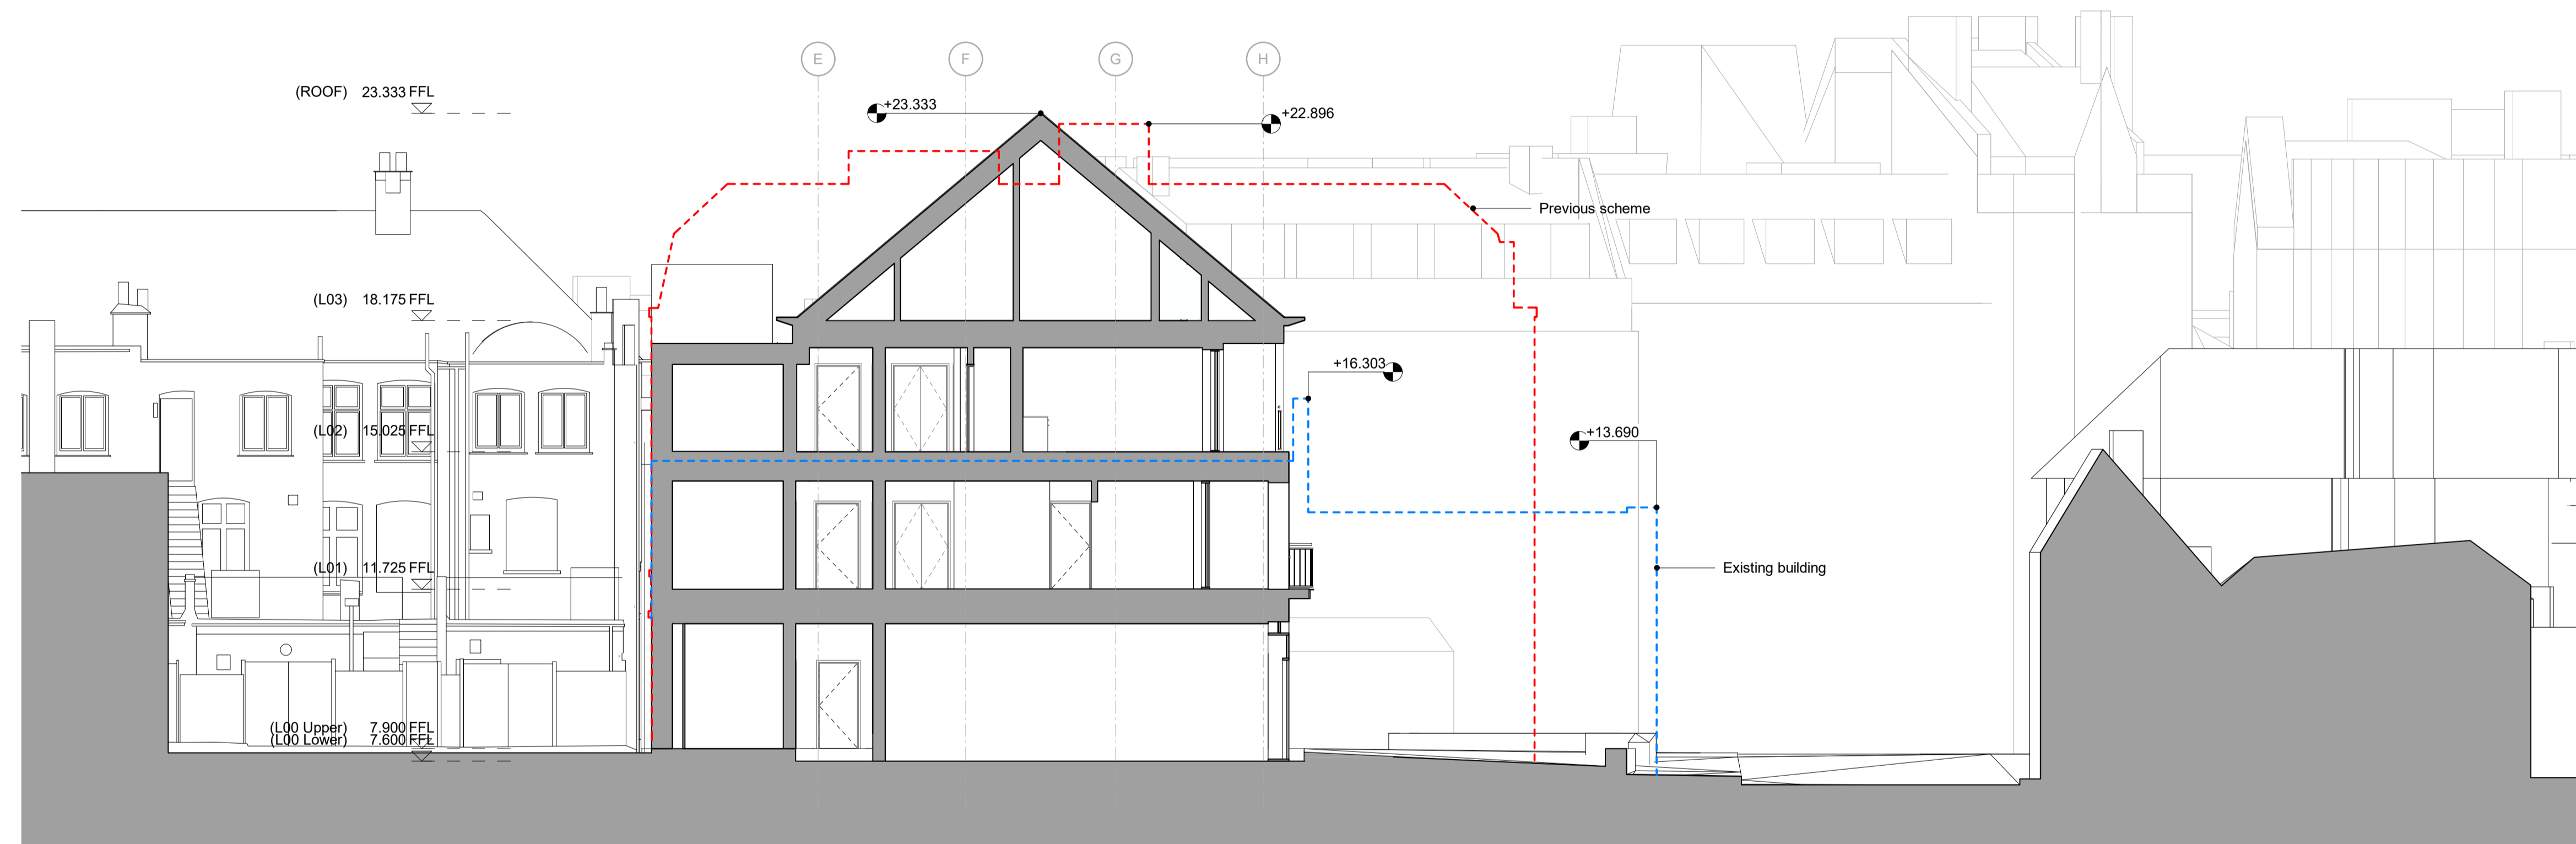 E F G H
(ROOF) 23.333 FFL
+23.333
+22.896
Previous scheme
(L03) 18.175 FFL
+16.303
+13.690
(L02) 15.025 FFL
(L01) 11.725 FFL
Existing building
(L00 Upper) 7.900 FFL
(L00 Lower) 7.600 FFL